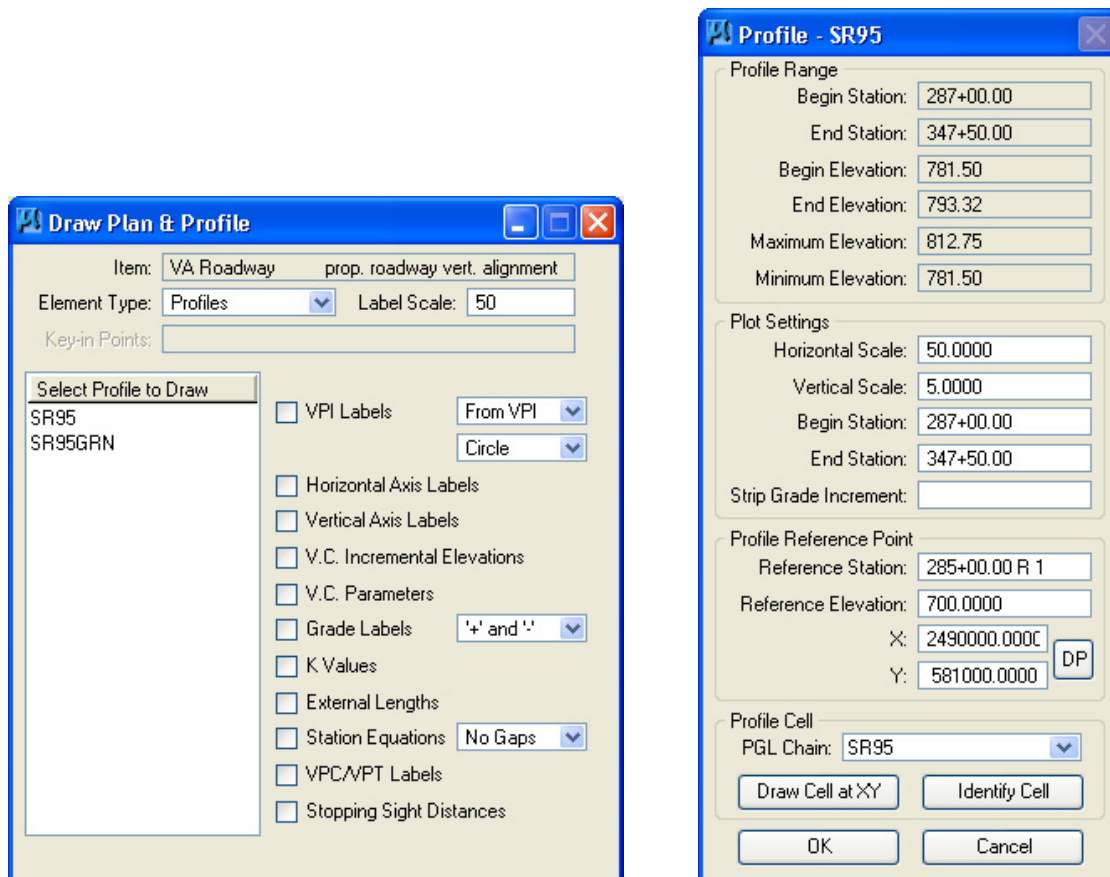 Draw Plan & Profile
Item: VA Roadway prop. roadway vert. alignment
Element Type: Profiles Label Scale: 50
Key-in Points:
Select Profile to Draw
SR95
SR95GRN
VPI Labels From VPI
Circle
Horizontal Axis Labels
Vertical Axis Labels
V.C. Incremental Elevations
V.C. Parameters
Grade Labels '+' and '-'
K Values
External Lengths
Station Equations No Gaps
VPC/VPT Labels
Stopping Sight Distances
Profile - SR95
Profile Range
Begin Station: 287+00.00
End Station: 347+50.00
Begin Elevation: 781.50
End Elevation: 793.32
Maximum Elevation: 812.75
Minimum Elevation: 781.50
Plot Settings
Horizontal Scale: 50.0000
Vertical Scale: 5.0000
Begin Station: 287+00.00
End Station: 347+50.00
Strip Grade Increment:
Profile Reference Point
Reference Station: 285+00.00 R 1
Reference Elevation: 700.0000
X: 2490000.000
DP
Y: 581000.0000
Profile Cell
PGL Chain: SR95
Draw Cell at XY Identify Cell
OK Cancel